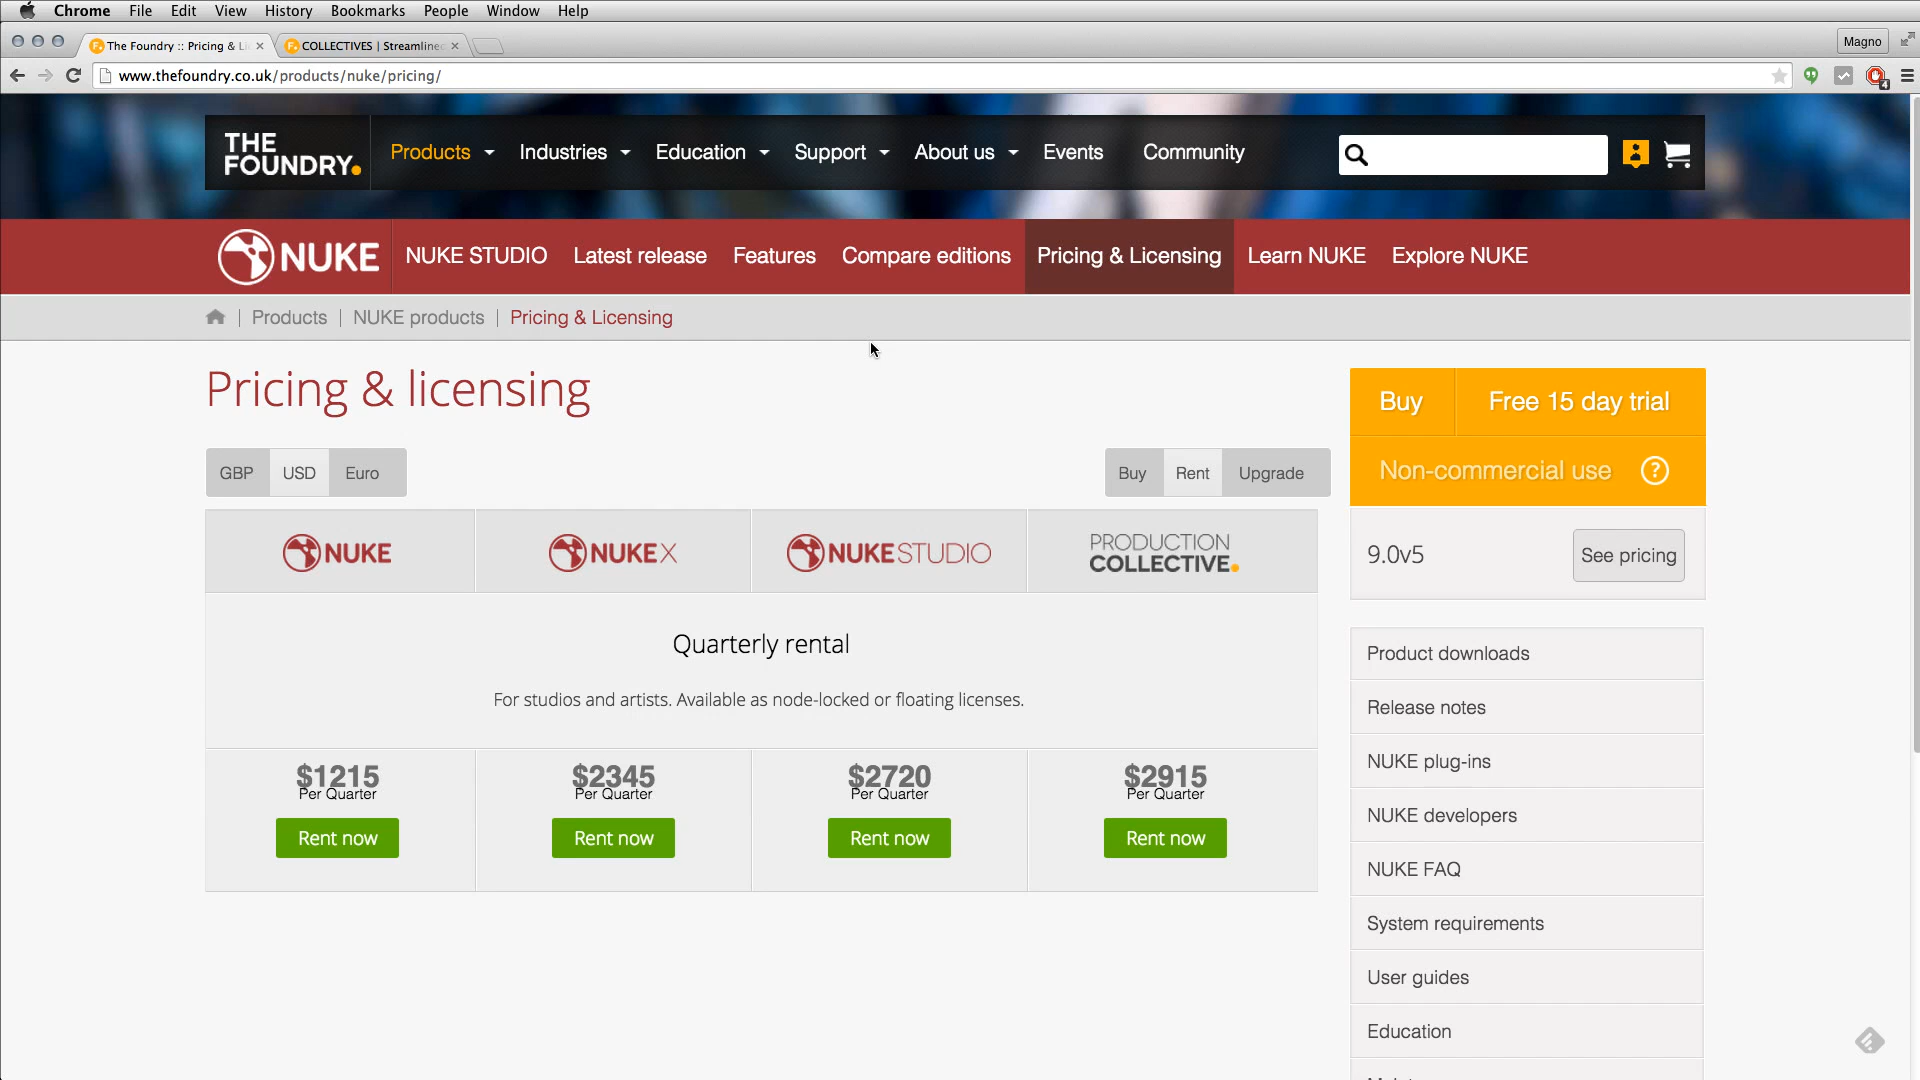 Chrome File Edit View History Bookmarks People Window Help
The Foundry :: Pricing & Li
COLLECTIVES | Streamline
Magno
www.thefoundry.co.uk/products/nuke/pricing/
4
THE FOUNDRY.
Products Industries Education Support About us Events Community
NUKE NUKE STUDIO Latest release Features Compare editions Pricing & Licensing Learn NUKE Explore NUKE
Products | NUKE products | Pricing & Licensing
Pricing & licensing
GBP USD Euro
Buy Rent Upgrade
NUKE NUKEX NUKESTUDIO PRODUCTION COLLECTIVE.
Quarterly rental
For studios and artists. Available as node-locked or floating licenses.
$1215 $2345 $2720 $2915
Per Quarter Per Quarter Per Quarter Per Quarter
Rent now Rent now Rent now Rent now
Buy Free 15 day trial
Non-commercial use ?
9.0v5 See pricing
Product downloads
Release notes
NUKE plug-ins
NUKE developers
NUKE FAQ
System requirements
User guides
Education